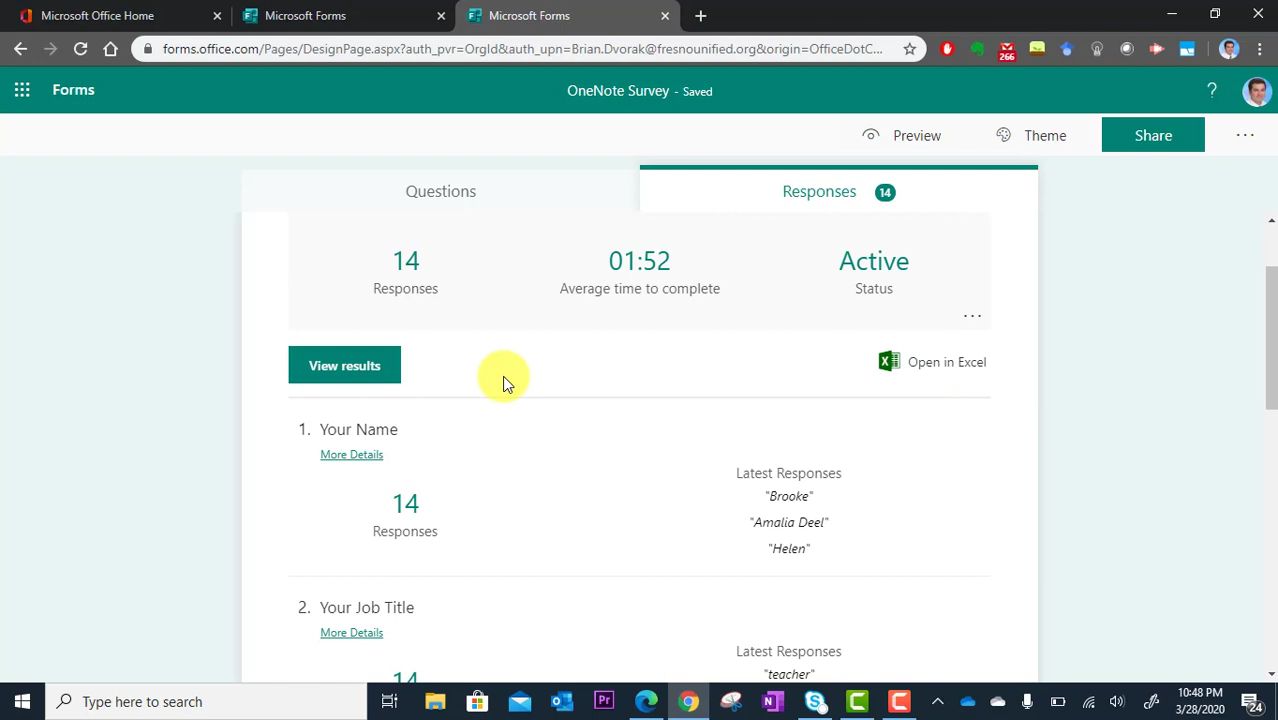 Microsoft Office Home
Microsoft Forms
Microsoft Forms
forms.office.com/Pages/DesignPage.aspx?auth_pvr=OrgId&auth_upn=Brian.Dvorak@fresnounified.org&origin=OfficeDotC...
266
Forms
OneNote Survey - Saved
?
Preview
Theme
Share
...
Questions
Responses 14
14
01:52
Active
Responses
Average time to complete
Status
...
View results
Open in Excel
1. Your Name
More Details
Latest Responses
14
"Brooke"
Responses
"Amalia Deel"
"Helen"
2. Your Job Title
More Details
Latest Responses
14
"teacher"
Type here to search
Pr
10:48 PM
3/28/2020
24